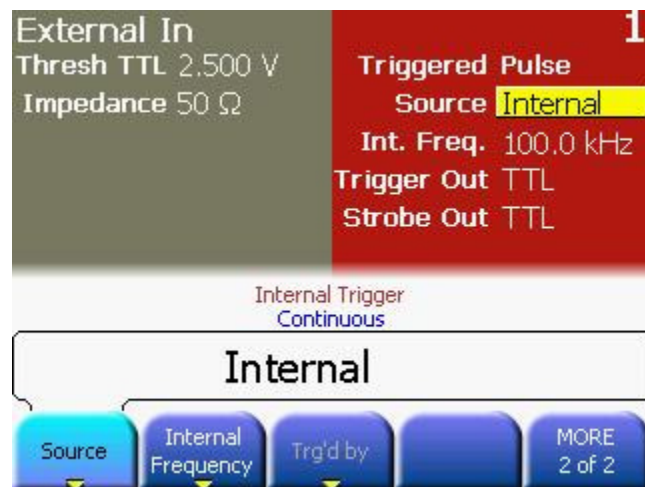 External In
Thresh TTL 2.500 V
Impedance 50 Ω
1
Triggered Pulse
Source Internal
Int. Freq. 100.0 kHz
Trigger Out TTL
Strobe Out TTL
Internal Trigger
Continuous
Internal
Source
Internal
Frequency
Trg'd by
MORE
2 of 2